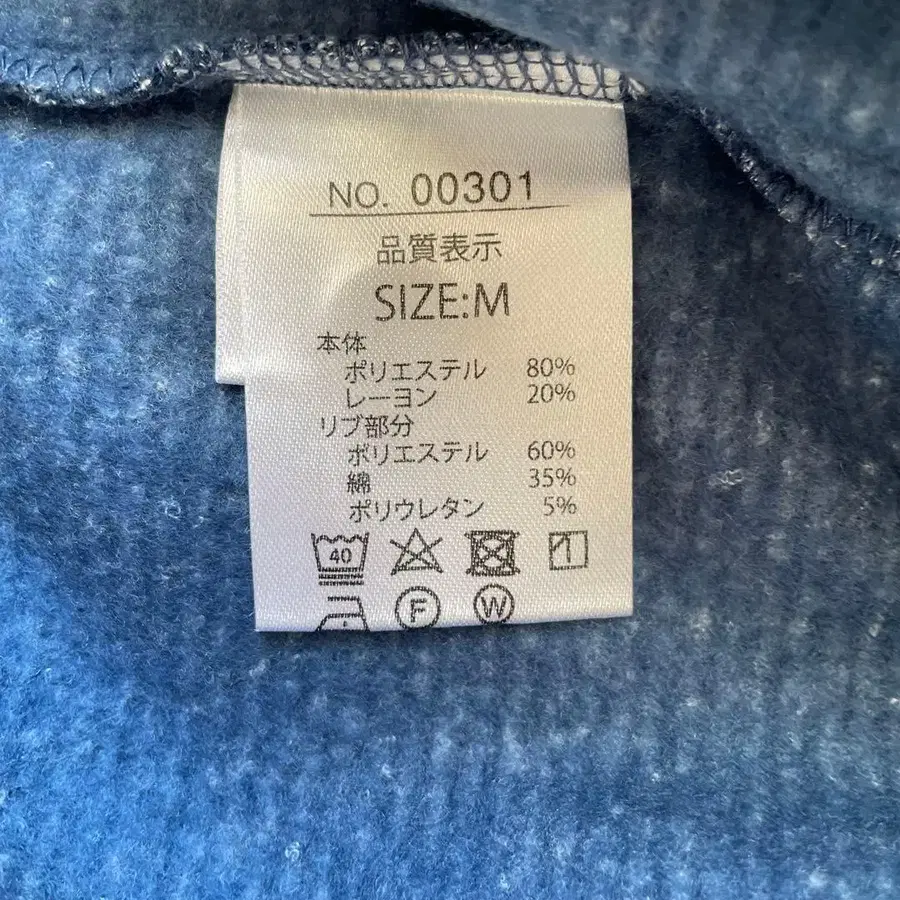 NO. 00301
品質表示
SIZE:M
本体
ポリエステル 80%
レーヨン 20%
リブ部分
ポリエステル 60%
綿 35%
ポリウレタン 5%
40
F W